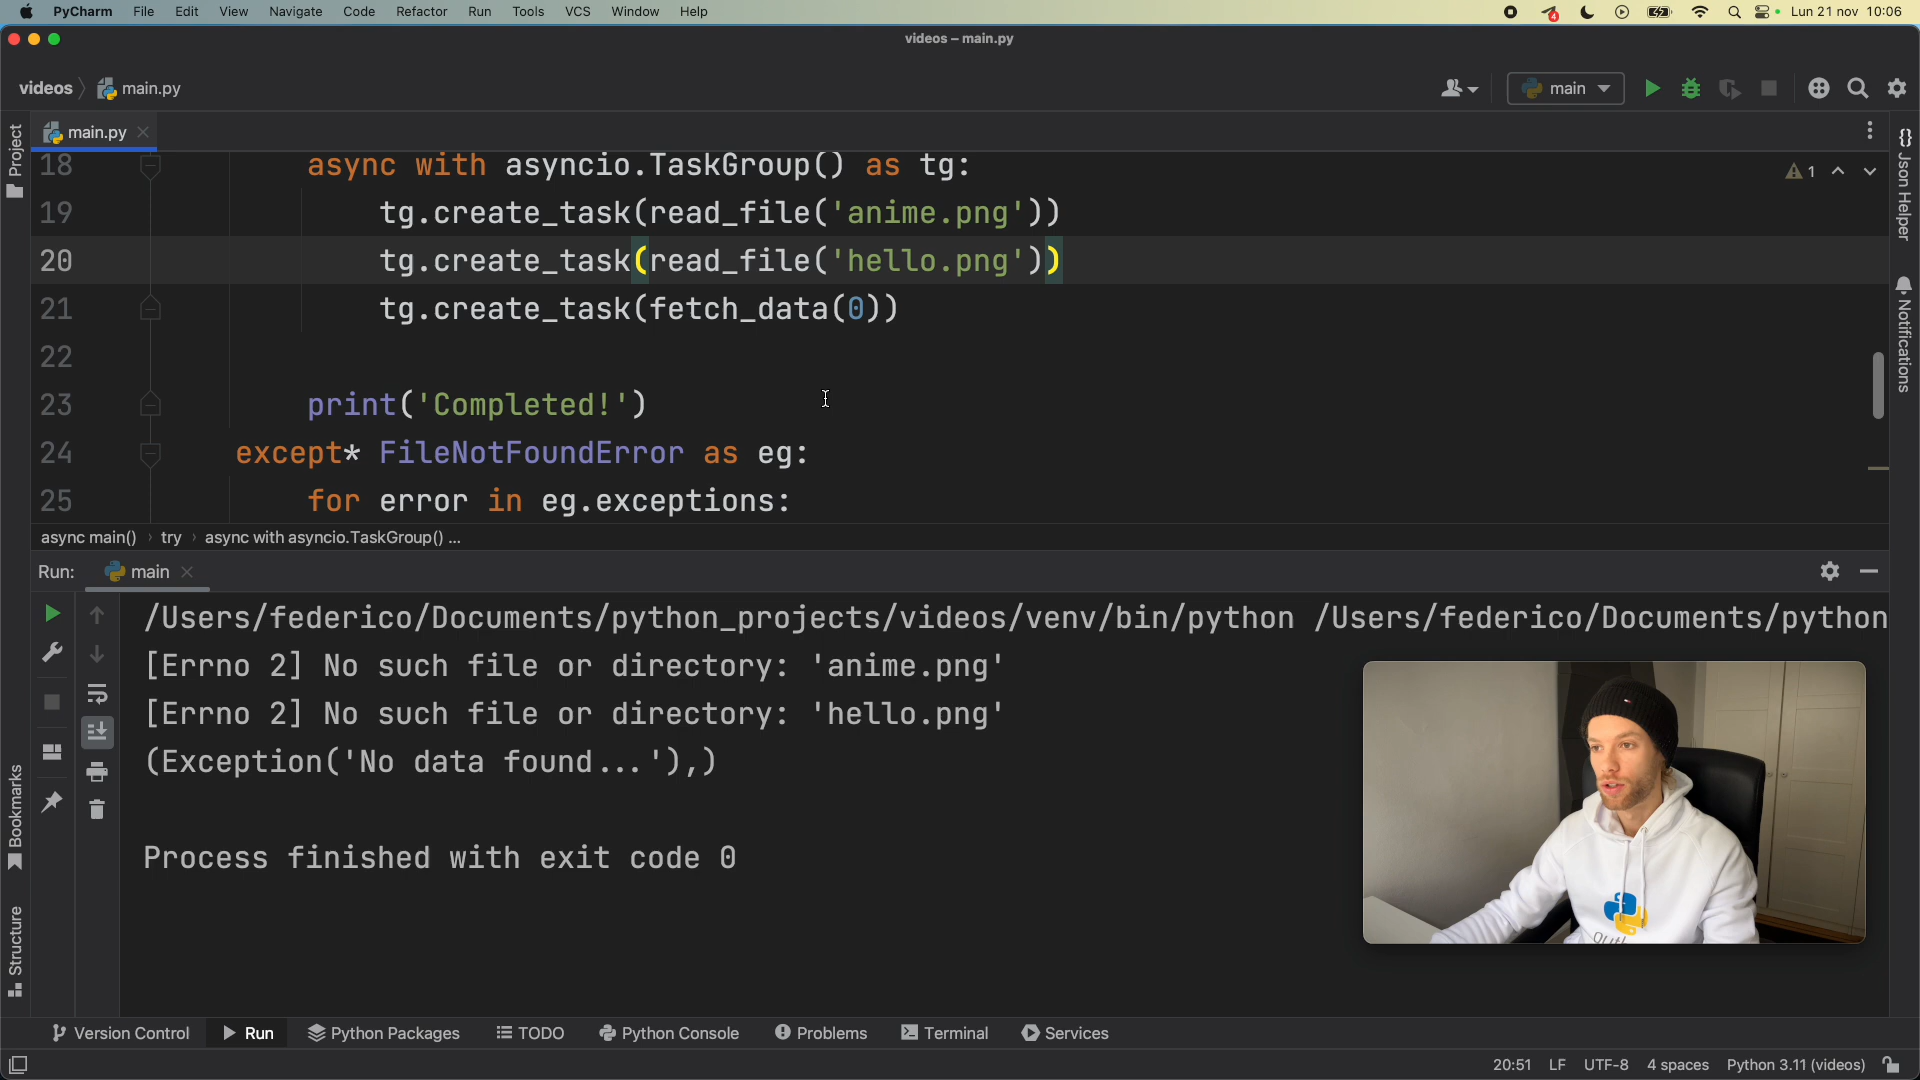 PyCharm File Edit View Navigate Code Refactor Run Tools VCS Window Help
4
Lun 21 nov 10:06
videos – main.py
videos main.py
main
main.py
Project
18 async with asyncio.TaskGroup() as tg:
1
19 tg.create_task(read_file('anime.png'))
20 tg.create_task(read_file('hello.png'))
21 tg.create_task(fetch_data(0))
22
23 print('Completed!')
24 except* FileNotFoundError as eg:
25 for error in eg.exceptions:
{} Json Helper
Notifications
async main() › try › async with asyncio.TaskGroup() ...
Run: main
/Users/federico/Documents/python_projects/videos/venv/bin/python /Users/federico/Documents/python
[Errno 2] No such file or directory: 'anime.png'
[Errno 2] No such file or directory: 'hello.png'
(Exception('No data found...'),)
Process finished with exit code 0
Bookmarks
Structure
Version Control Run Python Packages TODO Python Console Problems Terminal Services
20:51 LF UTF-8 4 spaces Python 3.11 (videos)